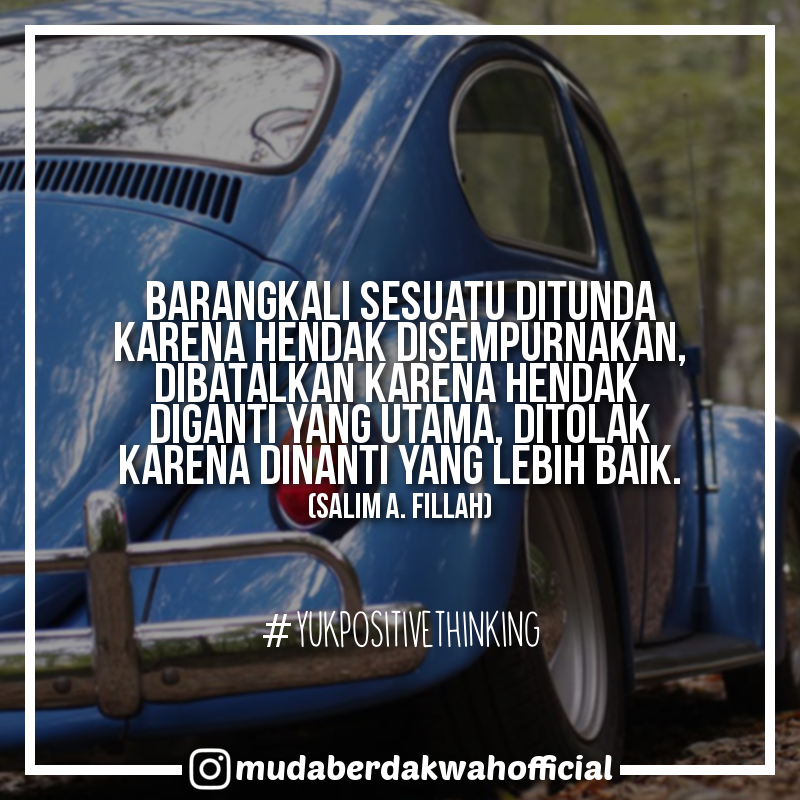 BARANGKALI SESUATU DITUNDA
KARENA HENDAK DISEMPURNAKAN,
DIBATALKAN KARENA HENDAK
DIGANTI YANG UTAMA, DITOLAK
KARENA DINANTI YANG LEBIH BAIK.
(SALIM A. FILLAH)
#YUKPOSITIVETHINKING
mudaberdakwahofficial